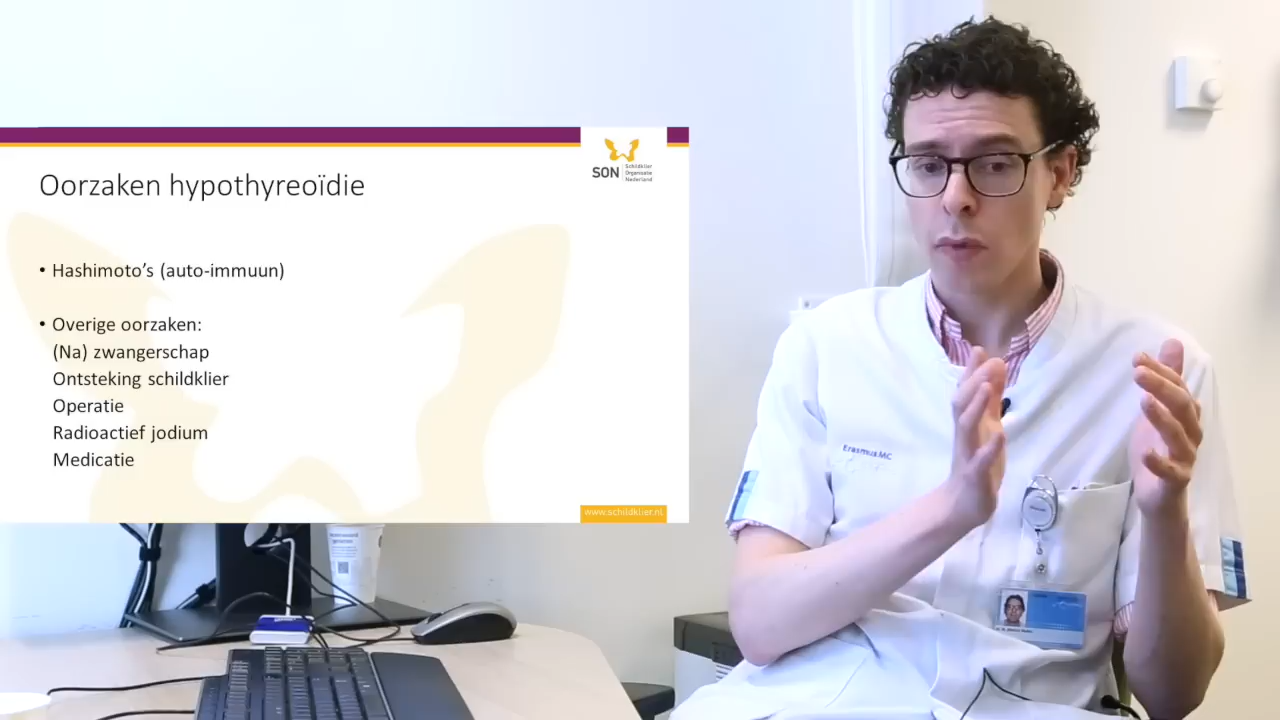 SON
Schildklier
Organisatie
Nederland
Oorzaken hypothyreoïdie
• Hashimoto’s (auto-immuun)
• Overige oorzaken:
(Na) zwangerschap
Ontsteking schildklier
Operatie
Radioactief jodium
Medicatie
www.schildklier.nl
Erasmus MC